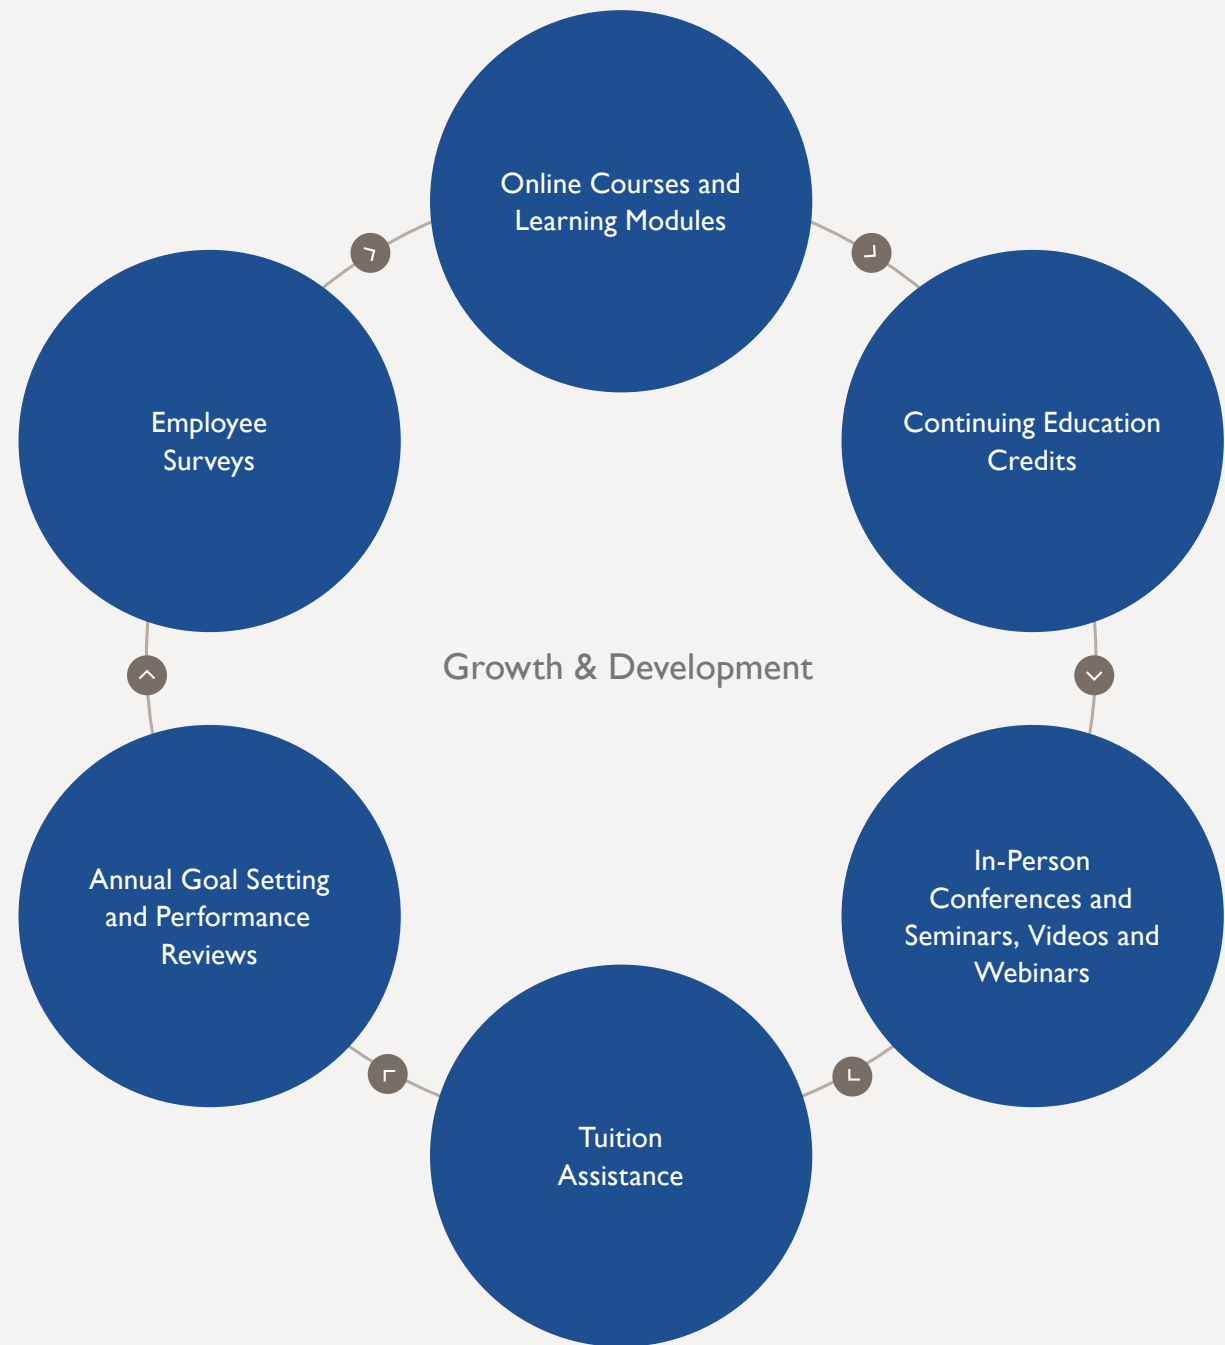 Online Courses and
Learning Modules
Continuing Education
Credits
In-Person
Conferences and
Seminars, Videos and
Webinars
Tuition
Assistance
Annual Goal Setting
and Performance
Reviews
Employee
Surveys
Growth & Development